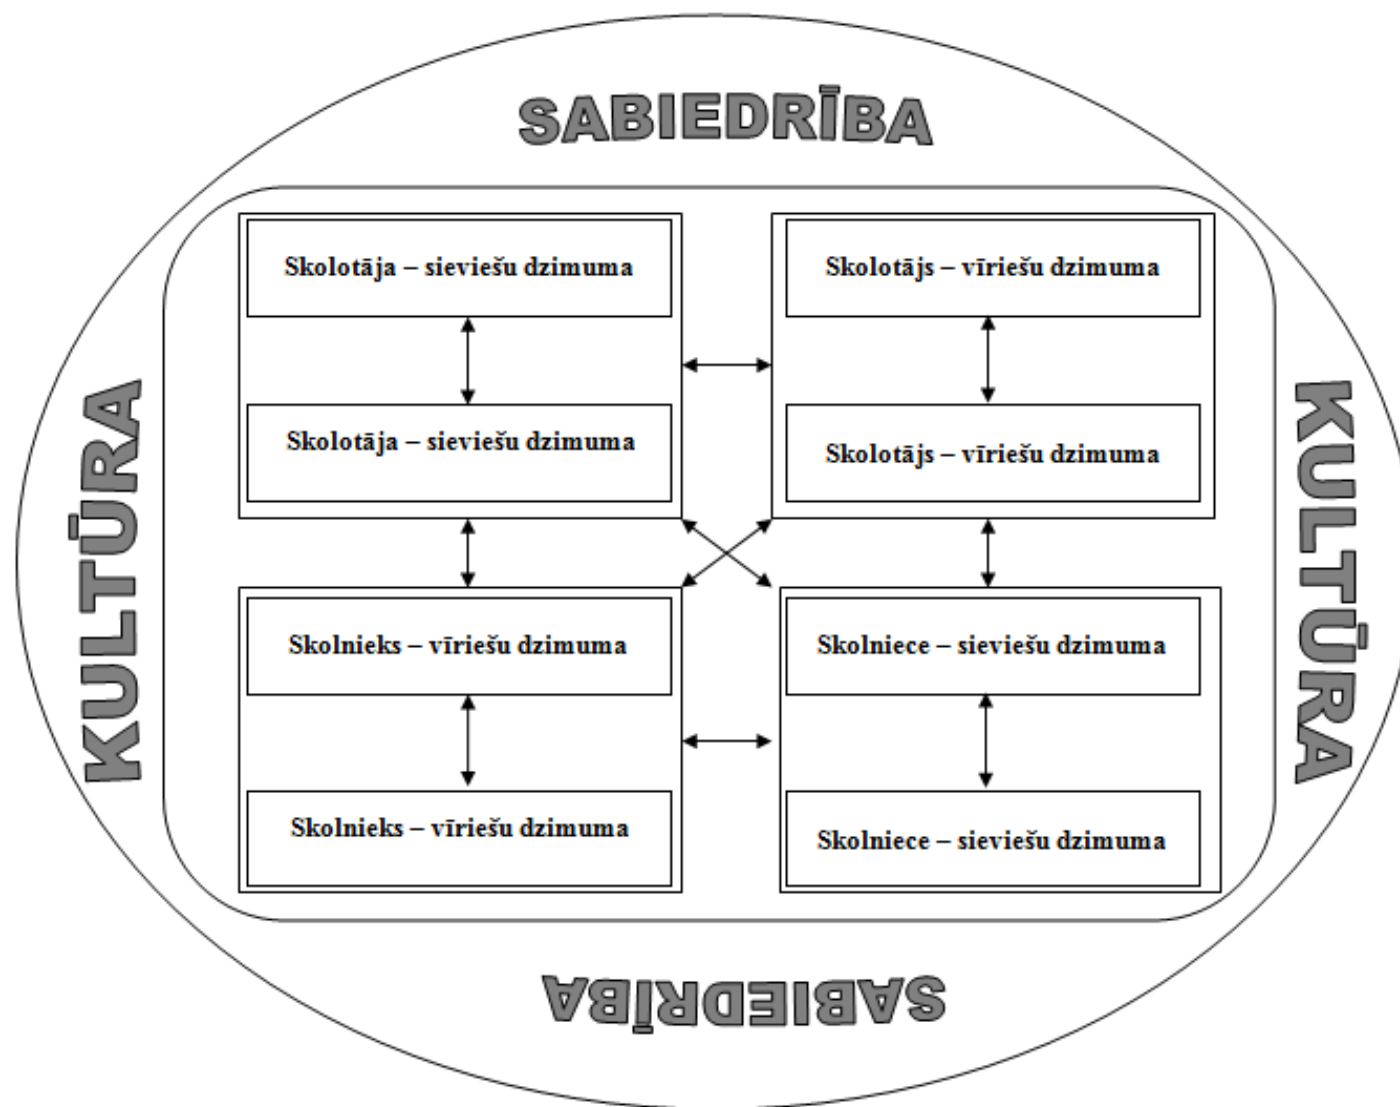 SABIEDRĪBA
Skolotāja – sieviešu dzimuma
Skolotājs – vīriešu dzimuma
Skolotāja – sieviešu dzimuma
Skolotājs – vīriešu dzimuma
KULTŪRA
KULTŪRA
Skolnieks – vīriešu dzimuma
Skolniece – sieviešu dzimuma
Skolnieks – vīriešu dzimuma
Skolniece – sieviešu dzimuma
SABIEDRĪBA